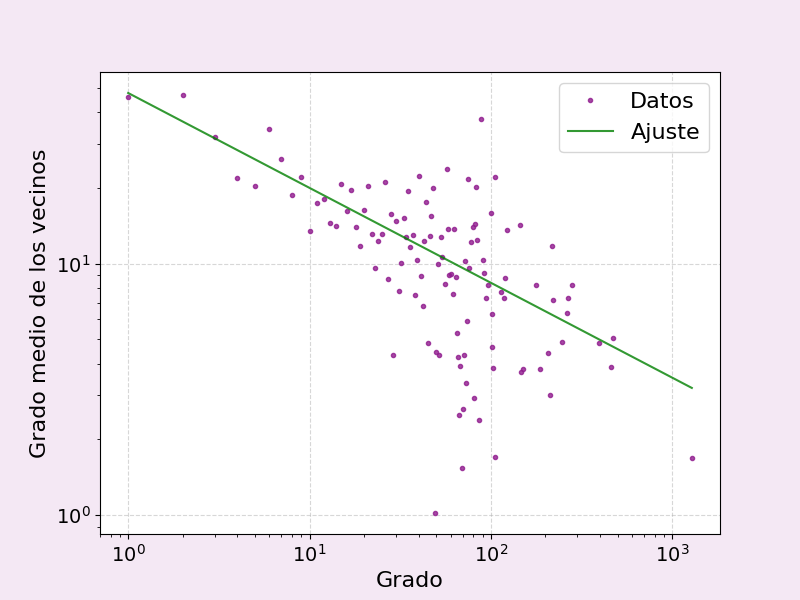 Datos
Ajuste
Grado medio de los vecinos
10¹
10⁰
10⁰ 10¹ 10² 10³
Grado